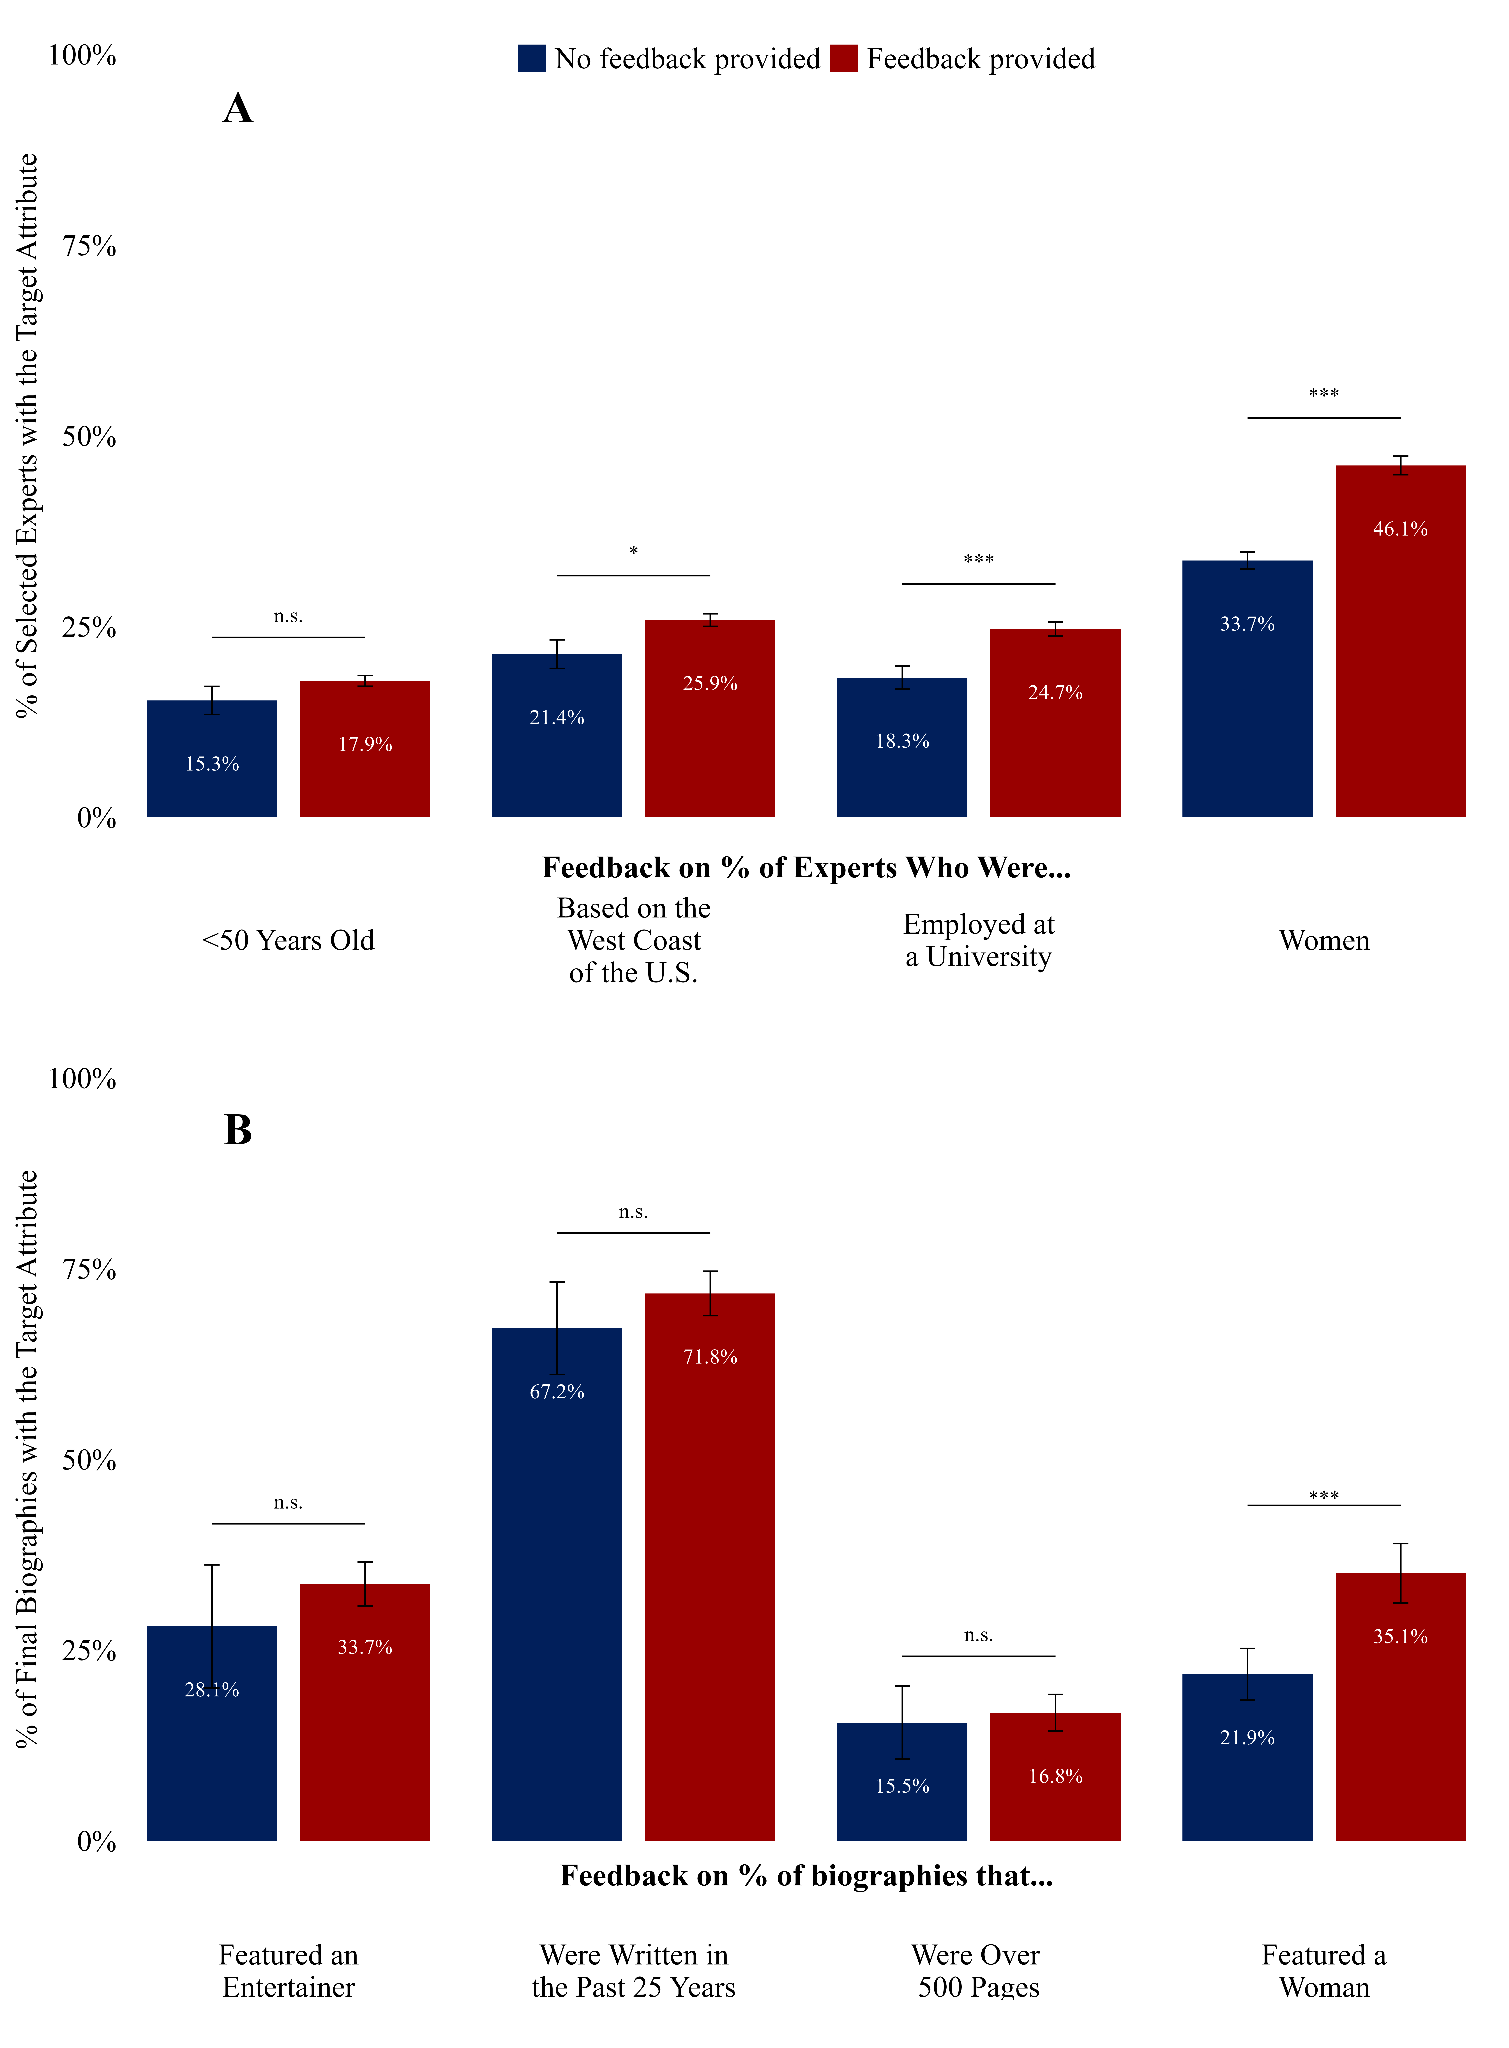 100%
No feedback provided
Feedback provided
A
% of Selected Experts with the Target Attribute
75%
50%
25%
0%
n.s.
*
***
***
15.3%
17.9%
21.4%
25.9%
18.3%
24.7%
33.7%
46.1%
Feedback on % of Experts Who Were...
<50 Years Old
Based on the
West Coast
of the U.S.
Employed at
a University
Women
100%
B
% of Final Biographies with the Target Attribute
75%
50%
25%
0%
n.s.
n.s.
n.s.
***
28.1%
33.7%
67.2%
71.8%
15.5%
16.8%
21.9%
35.1%
Feedback on % of biographies that...
Featured an
Entertainer
Were Written in
the Past 25 Years
Were Over
500 Pages
Featured a
Woman